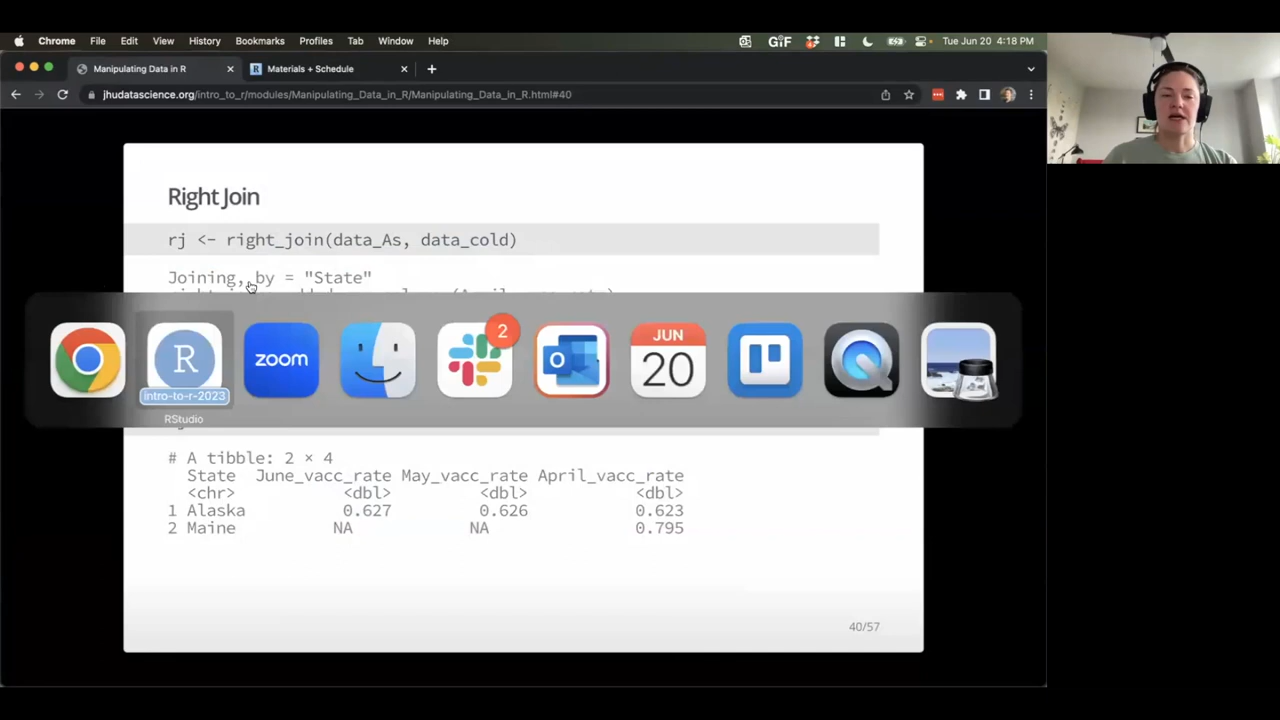 Chrome File Edit View History Bookmarks Profiles Tab Window Help GIF Tue Jun 20 4:18 PM
Manipulating Data in R Materials + Schedule
jhudatascience.org/intro_to_r/modules/Manipulating_Data_in_R/Manipulating_Data_in_R.html#40
Right Join
rj <- right_join(data_As, data_cold)
Joining, by = "State"
R zoom 2 JUN 20
intro-to-r-2023
RStudio
# A tibble: 2 × 4
State June_vacc_rate May_vacc_rate April_vacc_rate
<chr> <dbl> <dbl> <dbl>
1 Alaska 0.627 0.626 0.623
2 Maine NA NA 0.795
40/57